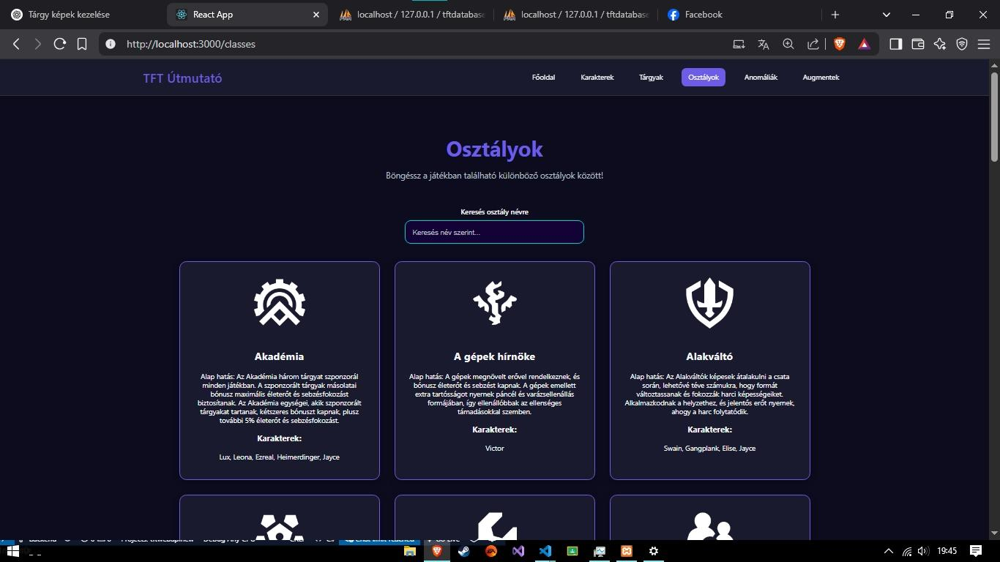 Tárgy képek kezelése
React App
localhost / 127.0.0.1 / tftdatabase
localhost / 127.0.0.1 / tftdatabase
Facebook
http://localhost:3000/classes
TFT Útmutató
Főoldal
Karakterek
Tárgyak
Osztályok
Anomáliák
Augmentek
Osztályok
Böngéssz a játékban található különböző osztályok között!
Keresés osztály névre
Keresés név szerint...
Akadémia
Alap hatás: Az Akadémia három tárgyat szponzorál
minden játékban. A szponzorált tárgyak másolatai
bónusz maximális életerőt és sebzésfokozást
biztosítanak. Az Akadémia egységei, akik szponzorált
tárgyakat tartanak, kétszeres bónuszt kapnak, plusz
további 5% életerőt és sebzésfokozást.
Karakterek:
Lux, Leona, Ezreal, Heimerdinger, Jayce
A gépek hírnöke
Alap hatás: A gépek megnövelt erővel rendelkeznek, és
bónusz életerőt és sebzést kapnak. A gépek emellett
extra tartósságot nyernek páncél és varázsellenállás
formájában, így ellenállóbbak az ellenséges
támadásokkal szemben.
Karakterek:
Victor
Alakváltó
Alap hatás: Az Alakváltók képesek átalakulni a csata
során, lehetővé téve számukra, hogy formát
változtassanak és fokozzák harci képességeiket.
Alkalmazkodnak a helyzethez, és jelentős erőt nyernek,
ahogy a harc folytatódik.
Karakterek:
Swain, Gangplank, Elise, Jayce
19:45